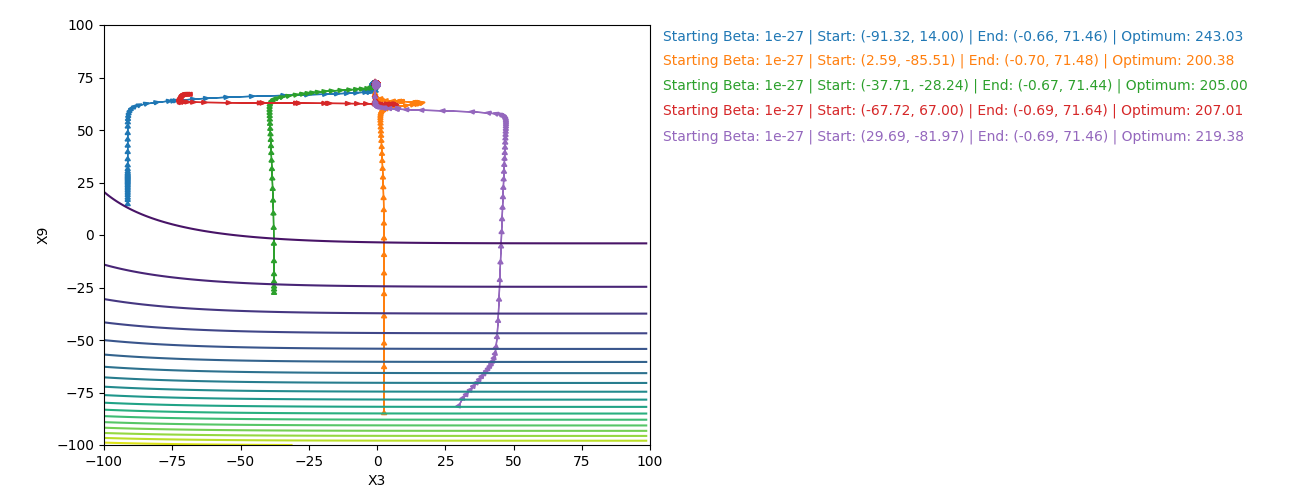 100
75
50
25
0
−25
−50
−75
−100
X9
−100
−75
−50
−25
0
25
50
75
100
X3
Starting Beta: 1e-27 | Start: (-91.32, 14.00) | End: (-0.66, 71.46) | Optimum: 243.03
Starting Beta: 1e-27 | Start: (2.59, -85.51) | End: (-0.70, 71.48) | Optimum: 200.38
Starting Beta: 1e-27 | Start: (-37.71, -28.24) | End: (-0.67, 71.44) | Optimum: 205.00
Starting Beta: 1e-27 | Start: (-67.72, 67.00) | End: (-0.69, 71.64) | Optimum: 207.01
Starting Beta: 1e-27 | Start: (29.69, -81.97) | End: (-0.69, 71.46) | Optimum: 219.38